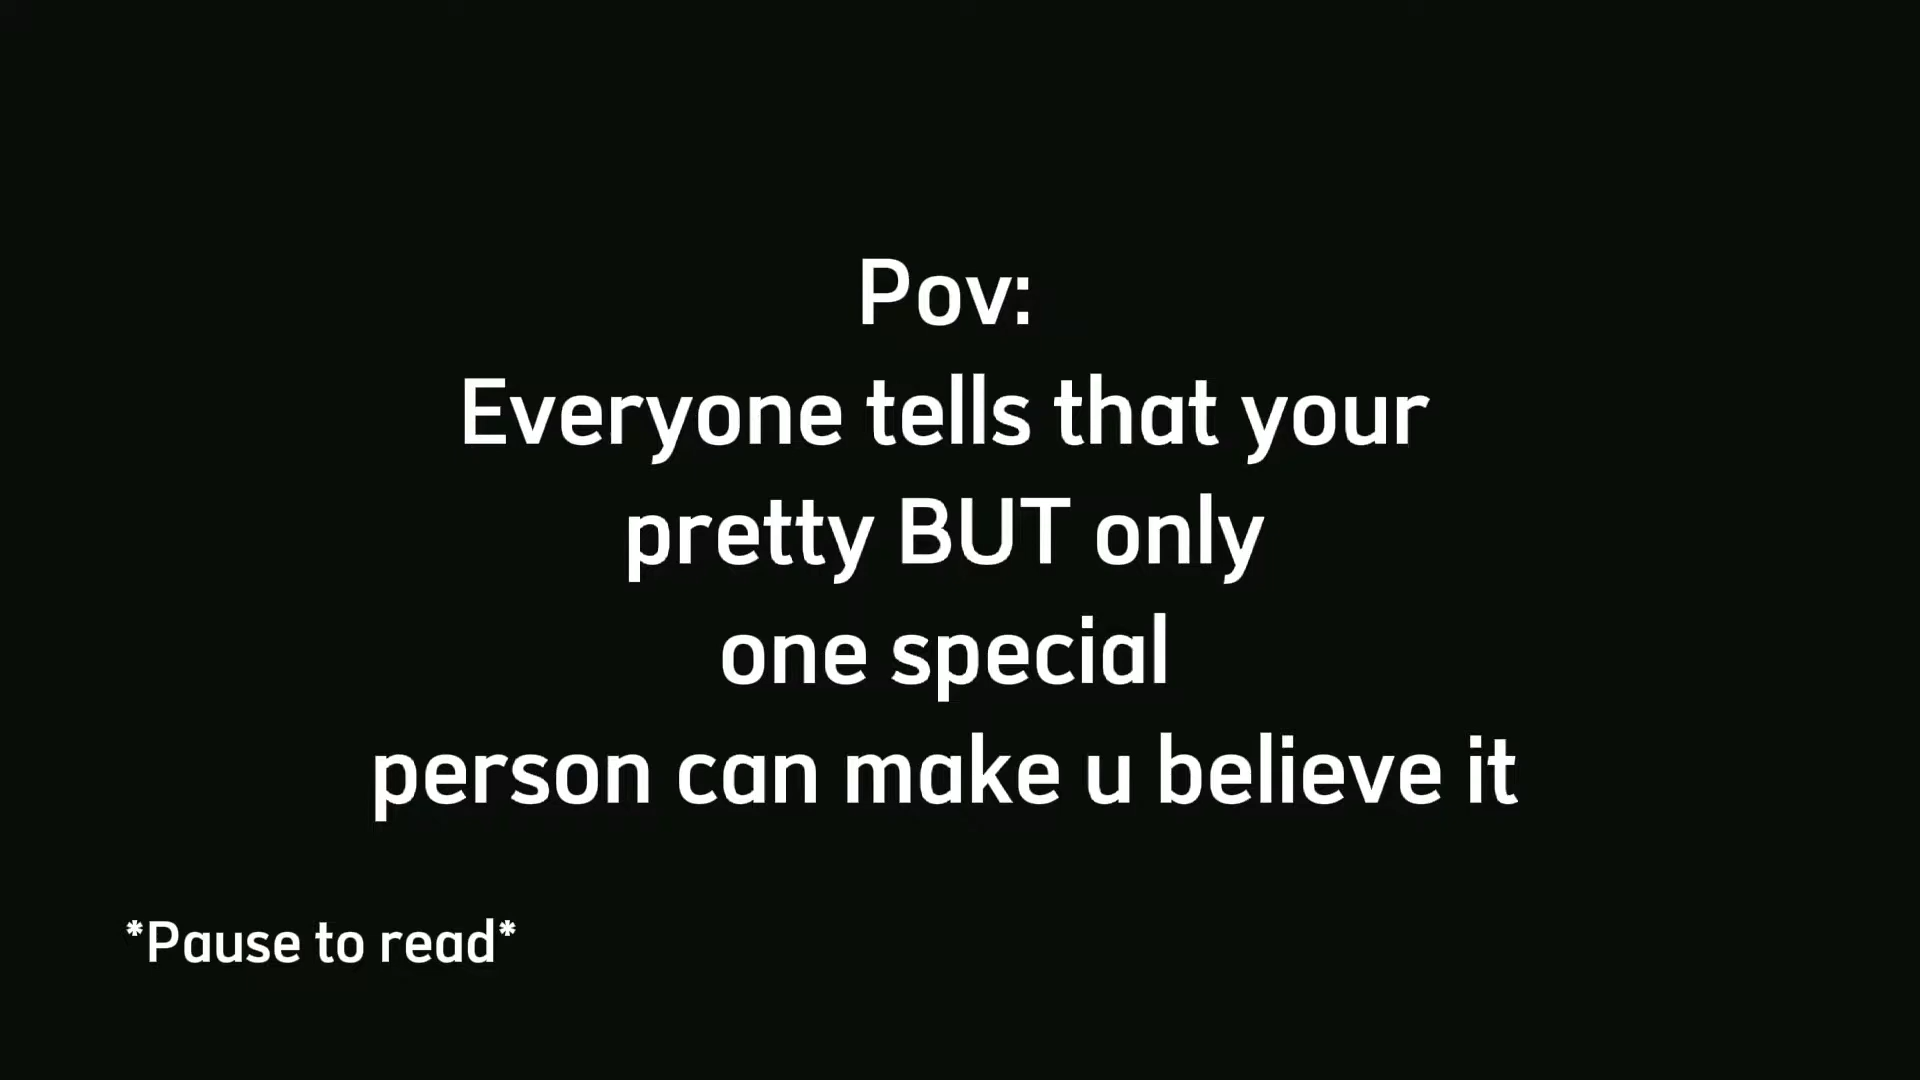 Pov:
Everyone tells that your
pretty BUT only
one special
person can make u believe it
*Pause to read*